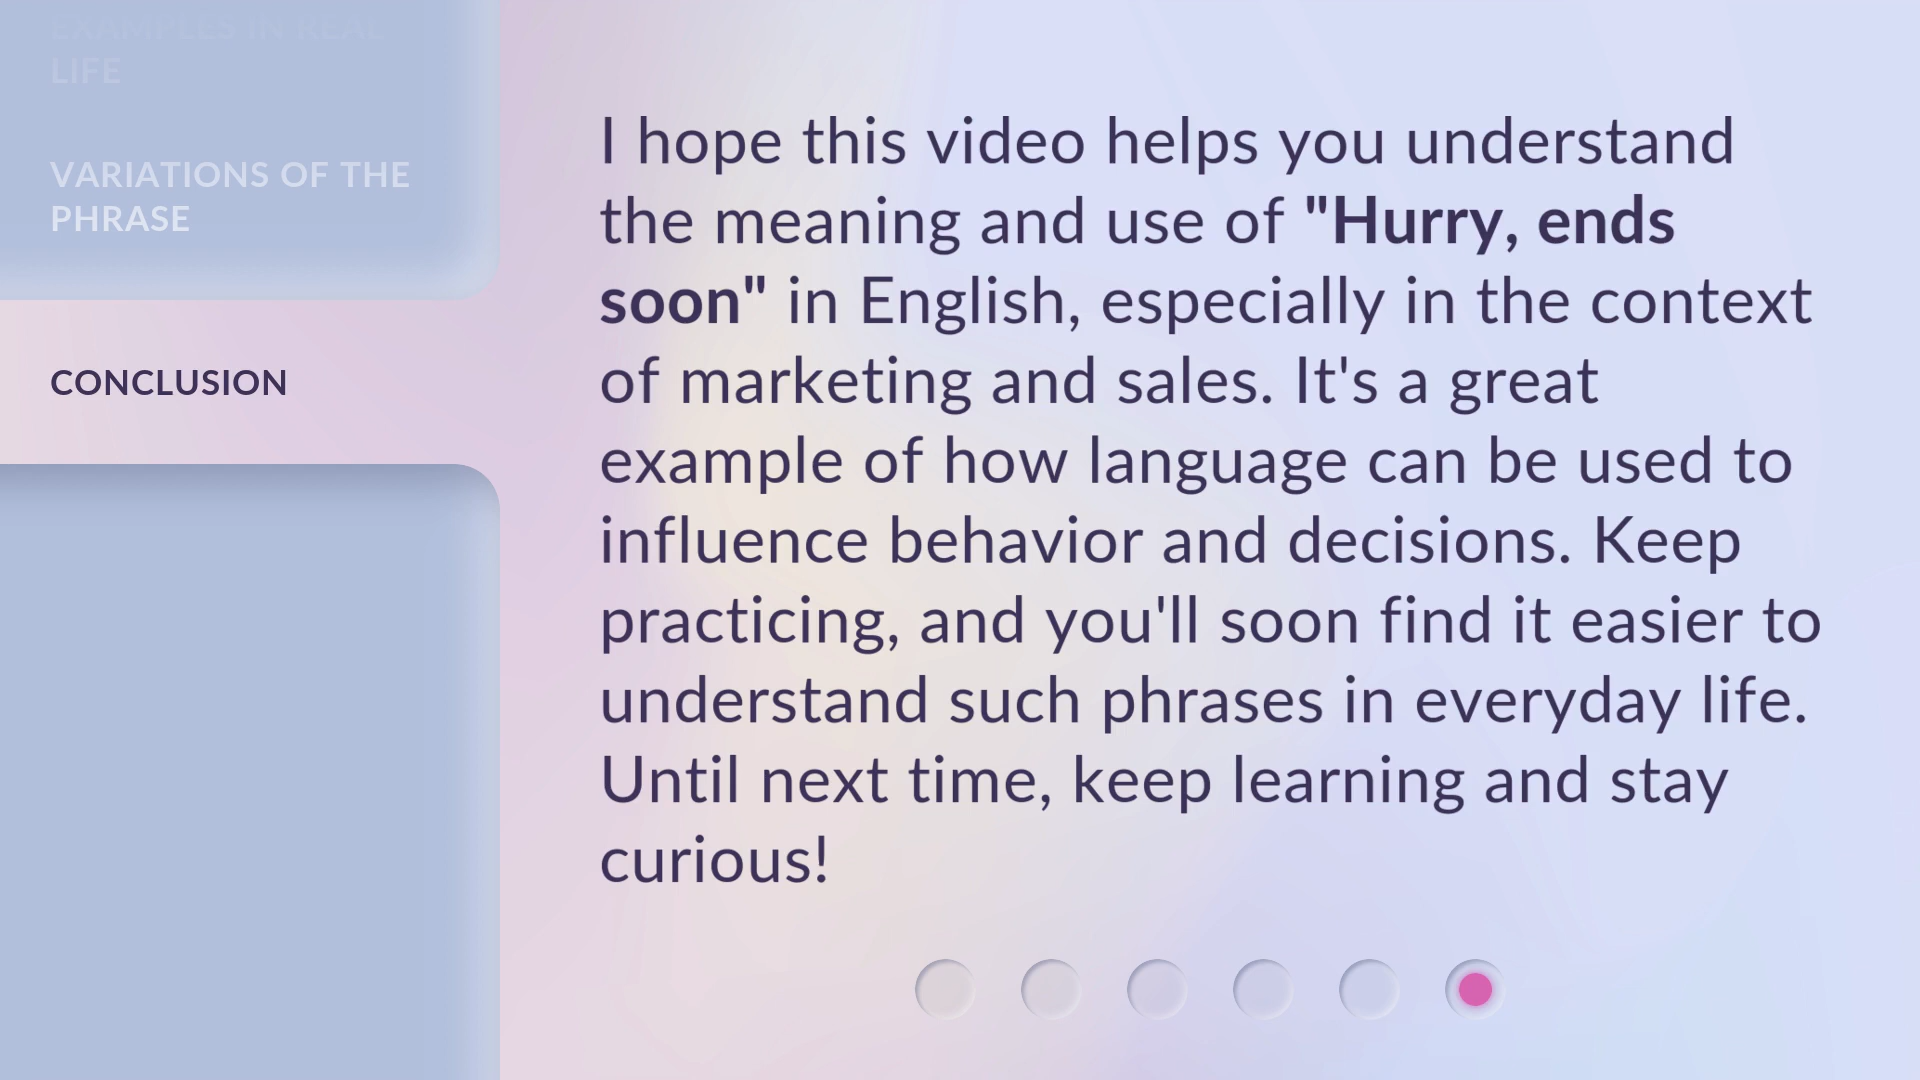 EXAMPLES IN REAL
LIFE
VARIATIONS OF THE
PHRASE
CONCLUSION
I hope this video helps you understand
the meaning and use of "Hurry, ends
soon" in English, especially in the context
of marketing and sales. It's a great
example of how language can be used to
influence behavior and decisions. Keep
practicing, and you'll soon find it easier to
understand such phrases in everyday life.
Until next time, keep learning and stay
curious!